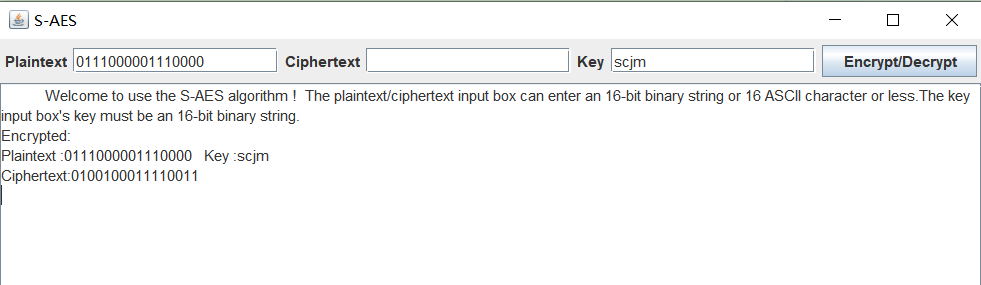 S-AES
Plaintext 0111000001110000 Ciphertext Key scjm Encrypt/Decrypt
Welcome to use the S-AES algorithm ! The plaintext/ciphertext input box can enter an 16-bit binary string or 16 ASCII character or less.The key
input box's key must be an 16-bit binary string.
Encrypted:
Plaintext :0111000001110000 Key :scjm
Ciphertext:0100100011110011